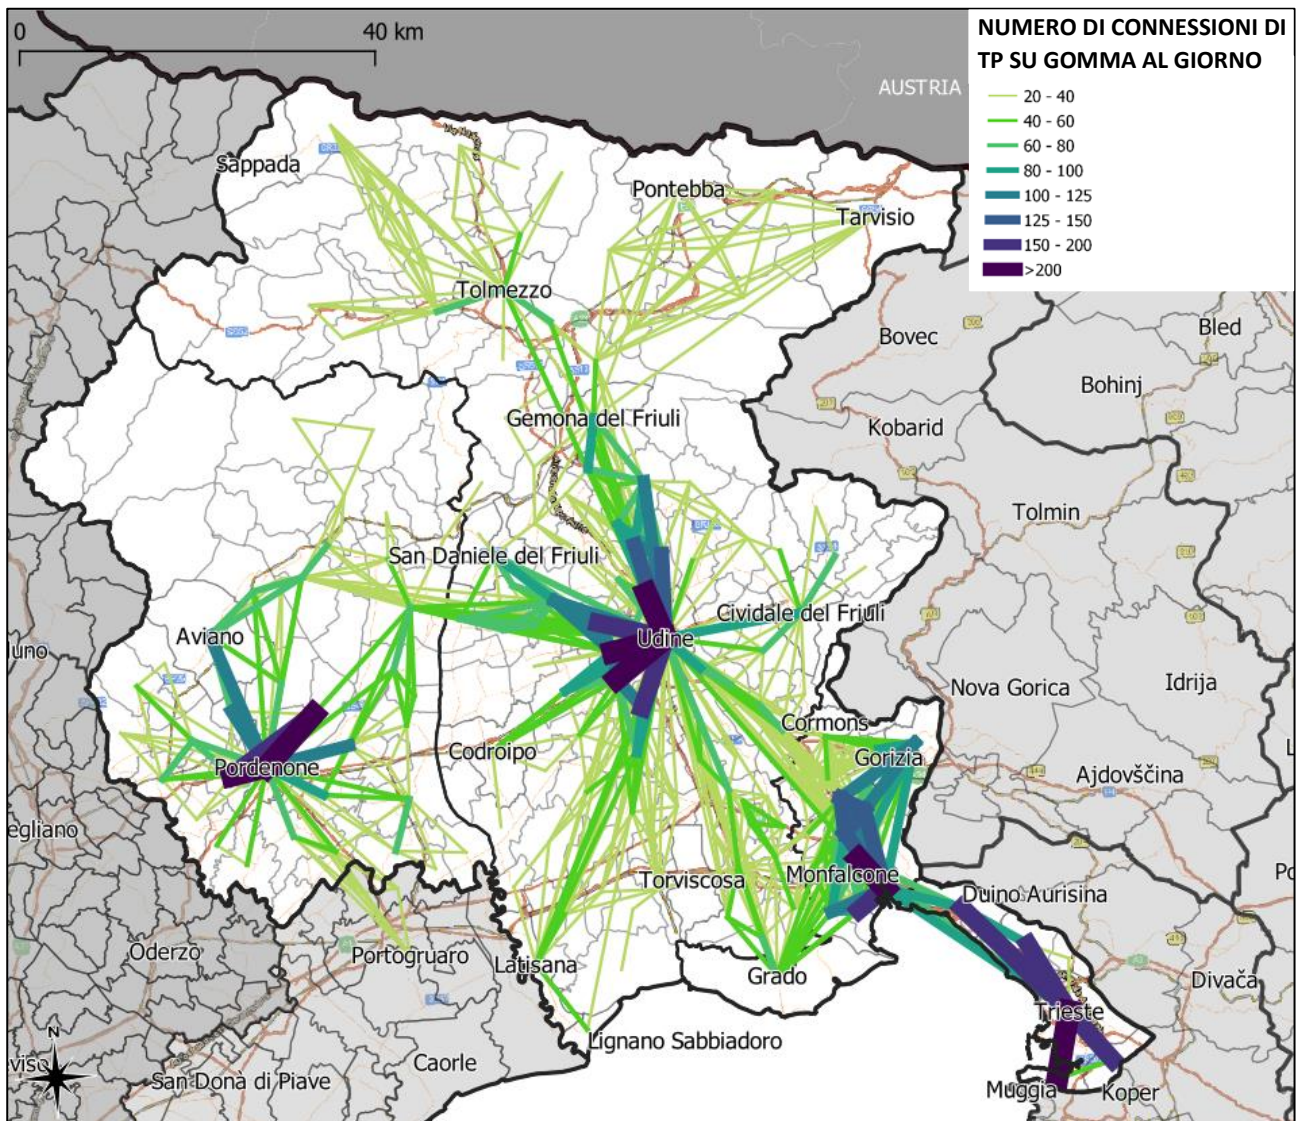 0 40 km
NUMERO DI CONNESSIONI DI
TP SU GOMMA AL GIORNO
20 - 40
40 - 60
60 - 80
80 - 100
100 - 125
125 - 150
150 - 200
>200
AUSTRIA
Sappada
Pontebba
Tarvisio
Tolmezzo
Bovec
Bled
Bohinj
Gemona del Friuli
Kobarid
Tolmin
San Daniele del Friuli
Cividale del Friuli
Aviano
Udine
Nova Gorica
Idrija
Cormons
Codroipo
Gorizia
Pordenone
Ajdovščina
egliano
Torviscosa
Monfalcone
Duino Aurisina
Oderzo
Portogruaro
Latisana
Grado
Divača
Trieste
Lignano Sabbiadoro
Caorle
N
viso
San Donà di Piave
Muggia
Koper